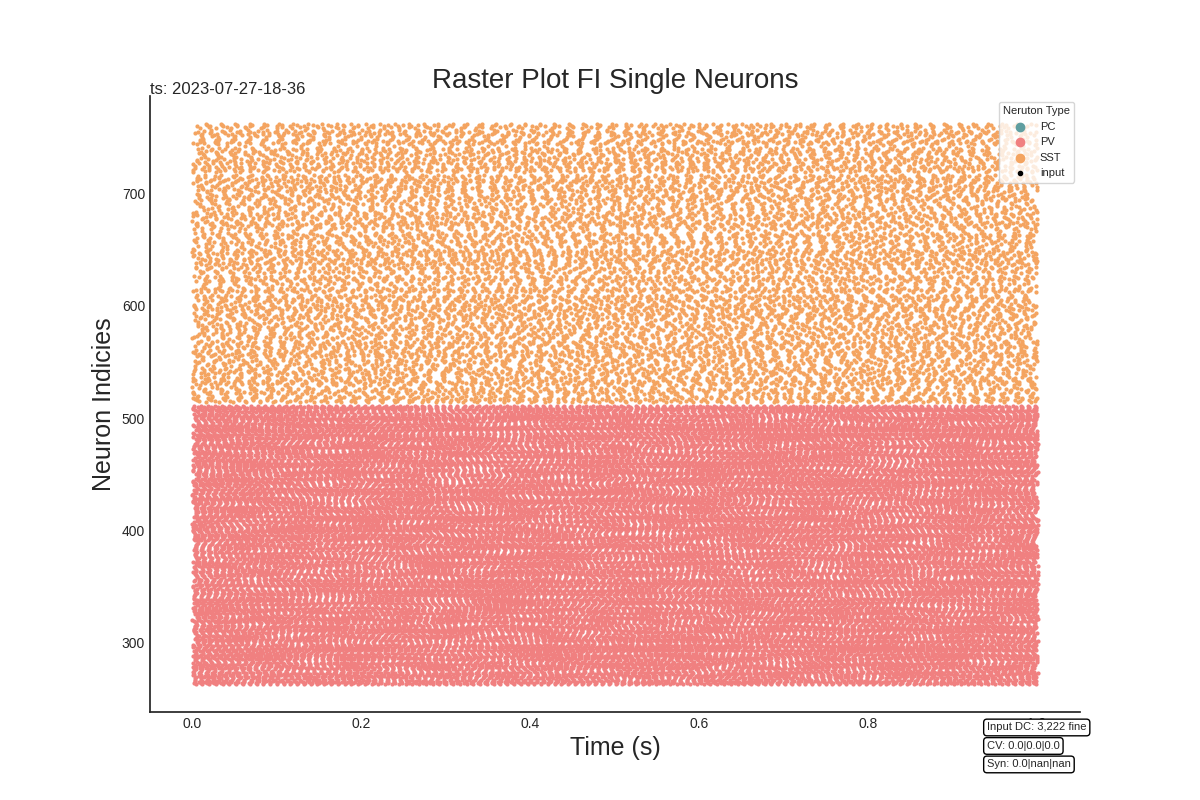 Raster Plot FI Single Neurons
ts: 2023-07-27-18-36
Neruton Type
PC
PV
SST
input
Neuron Indicies
700
600
500
400
300
0.0
0.2
0.4
0.6
0.8
Time (s)
Input DC: 3,222 fine
CV: 0.0|0.0|0.0
Syn: 0.0|nan|nan